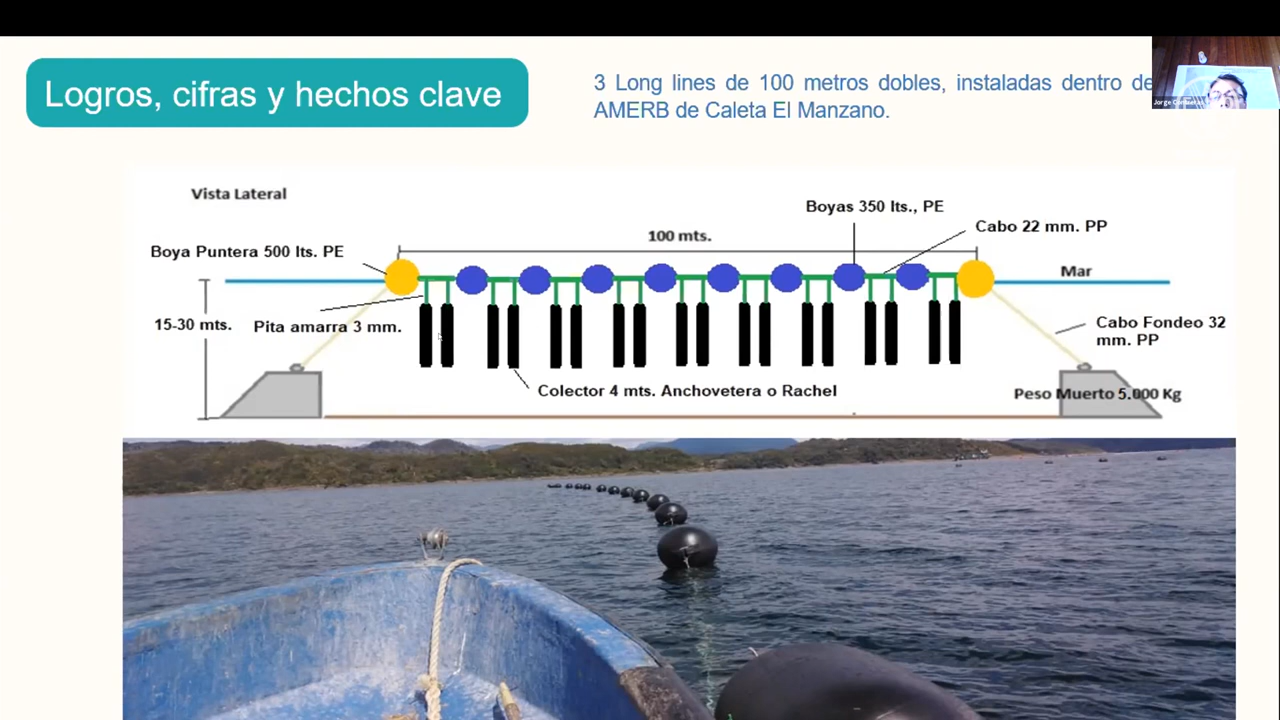 Logros, cifras y hechos clave
3 Long lines de 100 metros dobles, instaladas dentro de
AMERB de Caleta El Manzano.
Jorge
Vista Lateral
Boyas 350 lts., PE
Cabo 22 mm. PP
100 mts.
Boya Puntera 500 lts. PE
Mar
15-30 mts.
Pita amarra 3 mm.
Cabo Fondeo 32
mm. PP
Colector 4 mts. Anchovetera o Rachel
Peso Muerto 5.000 Kg